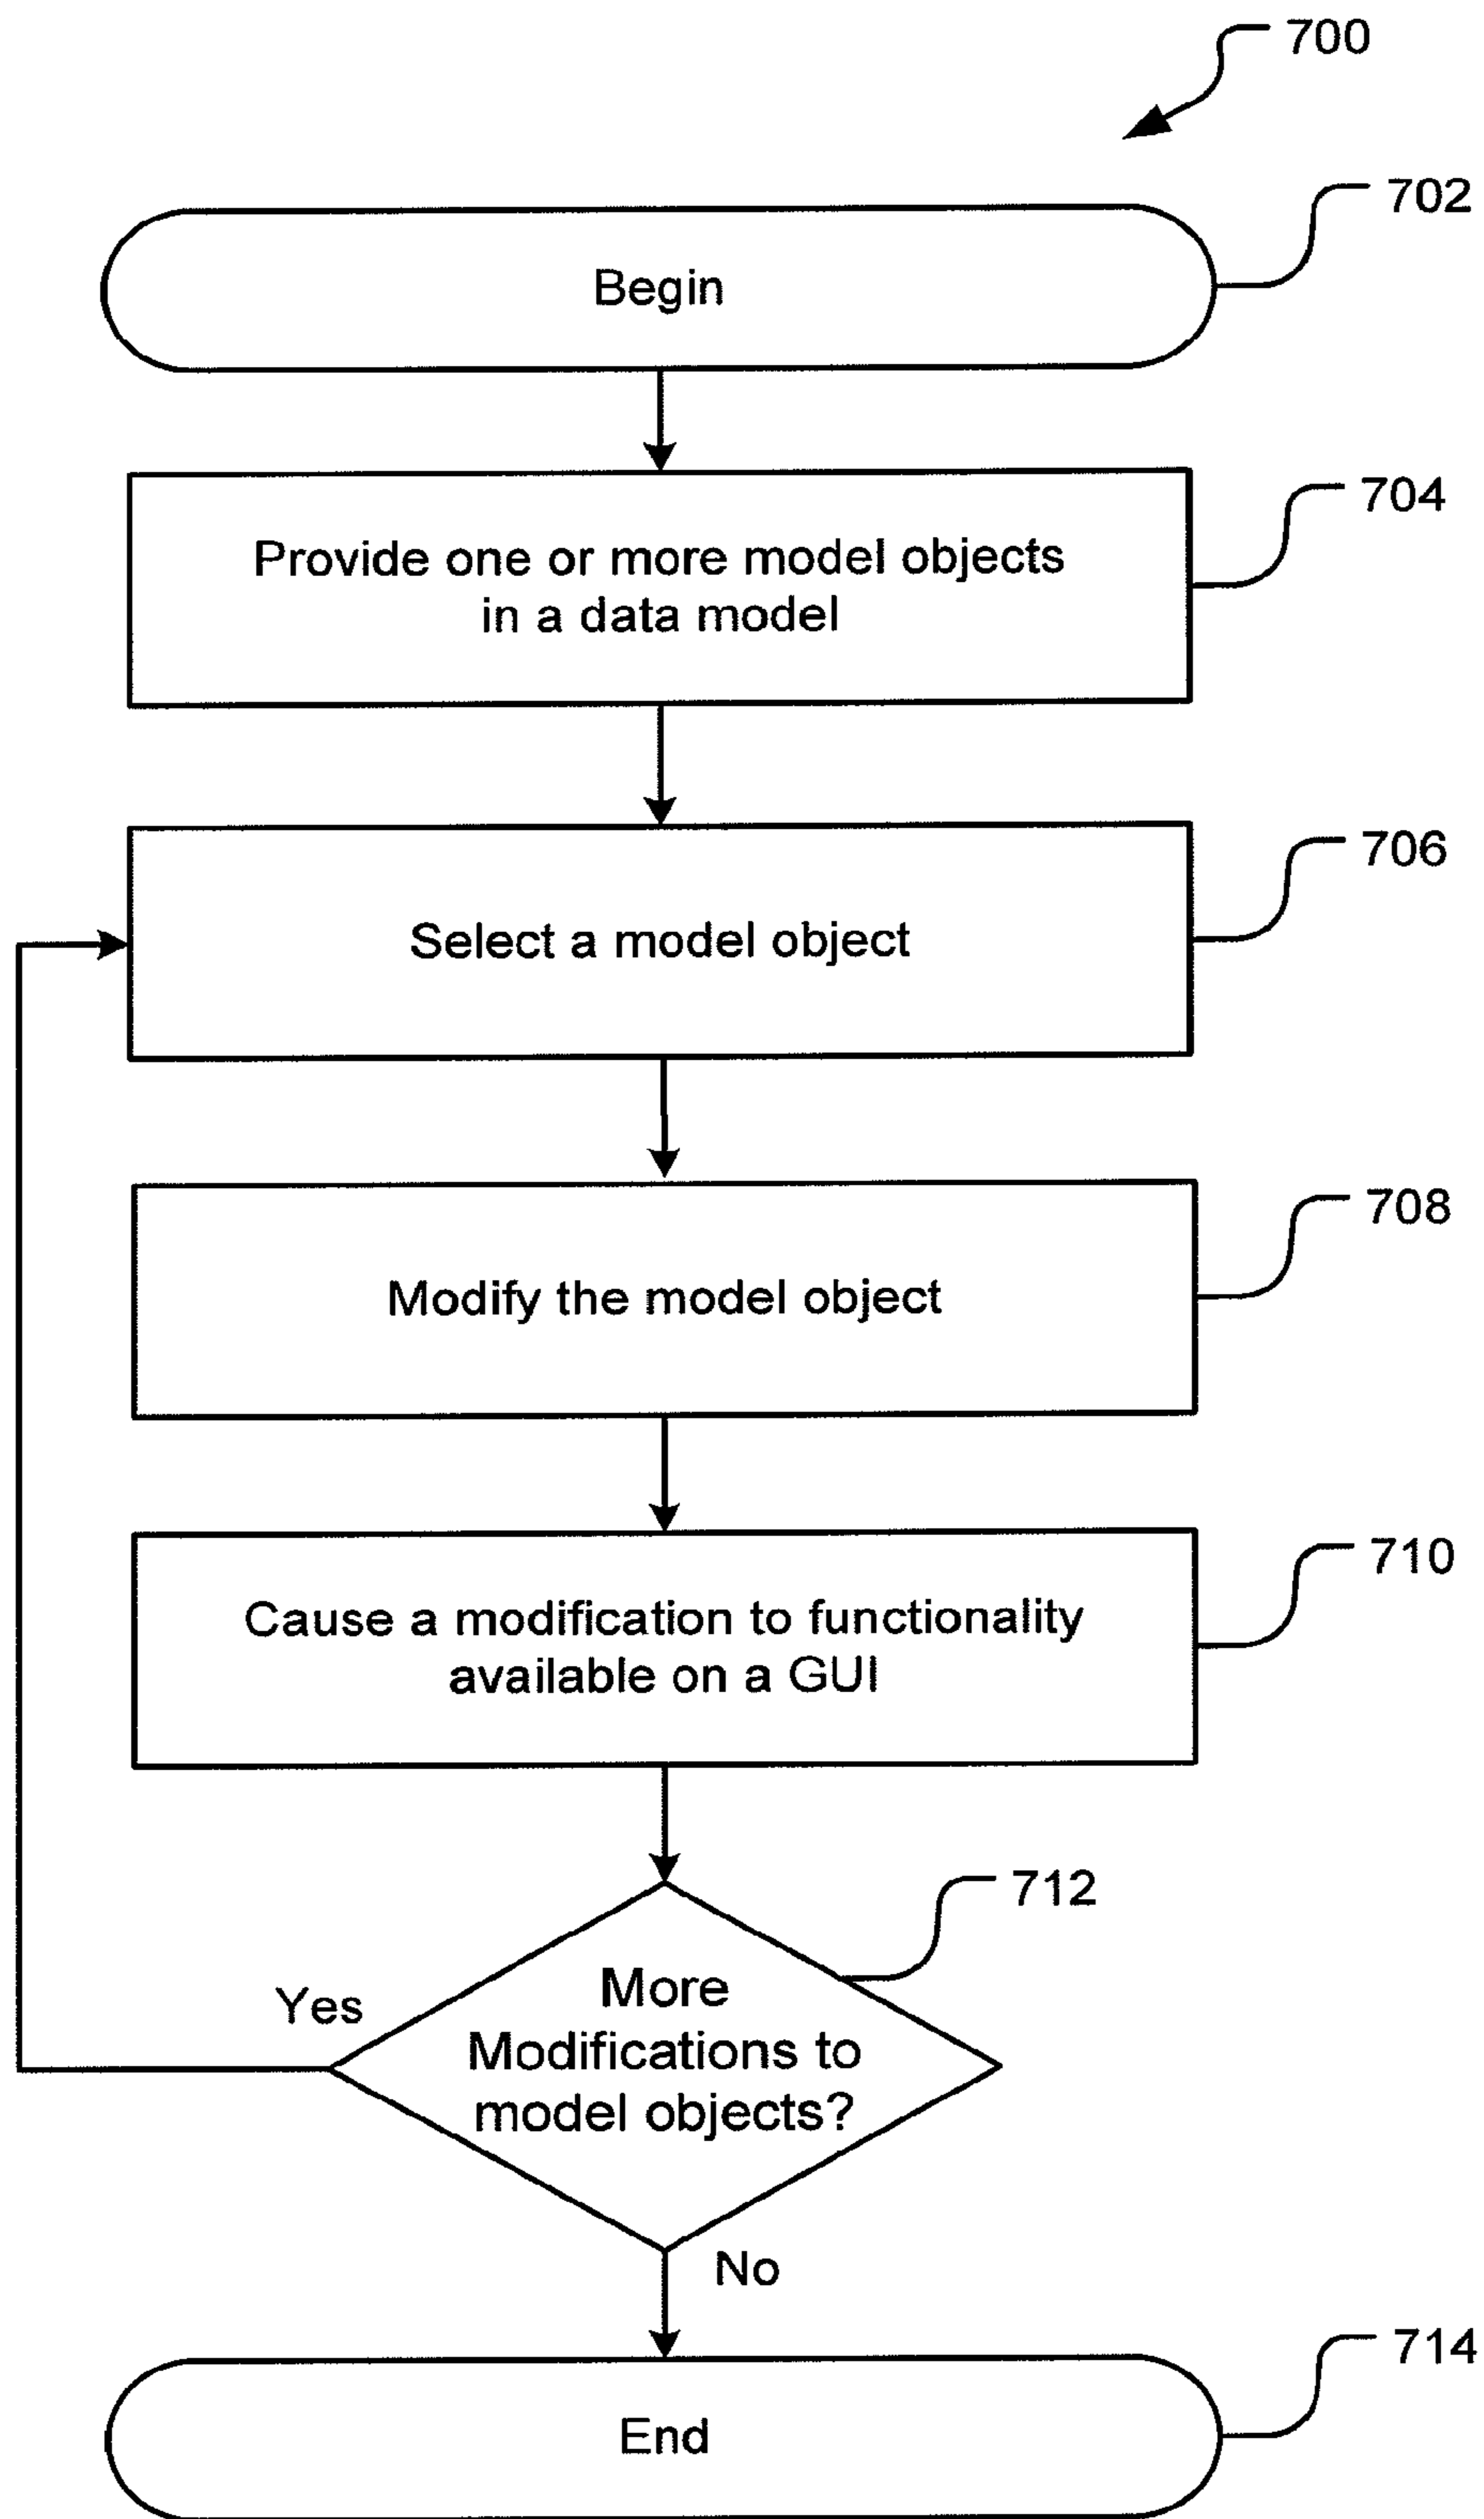 700
702
Begin
704
Provide one or more model objects
in a data model
706
Select a model object
708
Modify the model object
710
Cause a modification to functionality
available on a GUI
712
More
Modifications to
model objects?
Yes
No
714
End